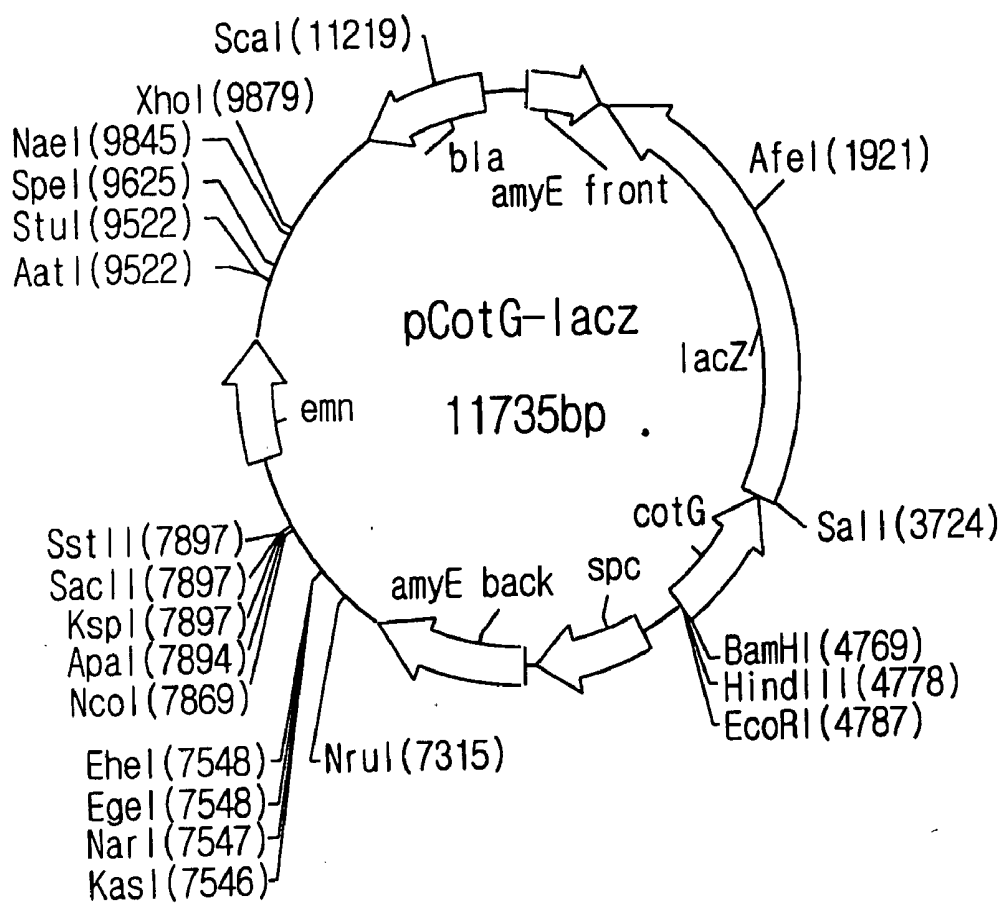 ScaI(11219)
XhoI(9879)
NaeI(9845)
SpeI(9625)
StuI(9522)
AatI(9522)
bla
amyE front
AfeI(1921)
pCotG-lacz
lacZ
11735bp
emn
cotG
SalI(3724)
SstII(7897)
SacII(7897)
KspI(7897)
ApaI(7894)
NcoI(7869)
amyE back
spc
BamHI(4769)
HindIII(4778)
EcoRI(4787)
EheI(7548)
EgeI(7548)
NarI(7547)
KasI(7546)
NruI(7315)